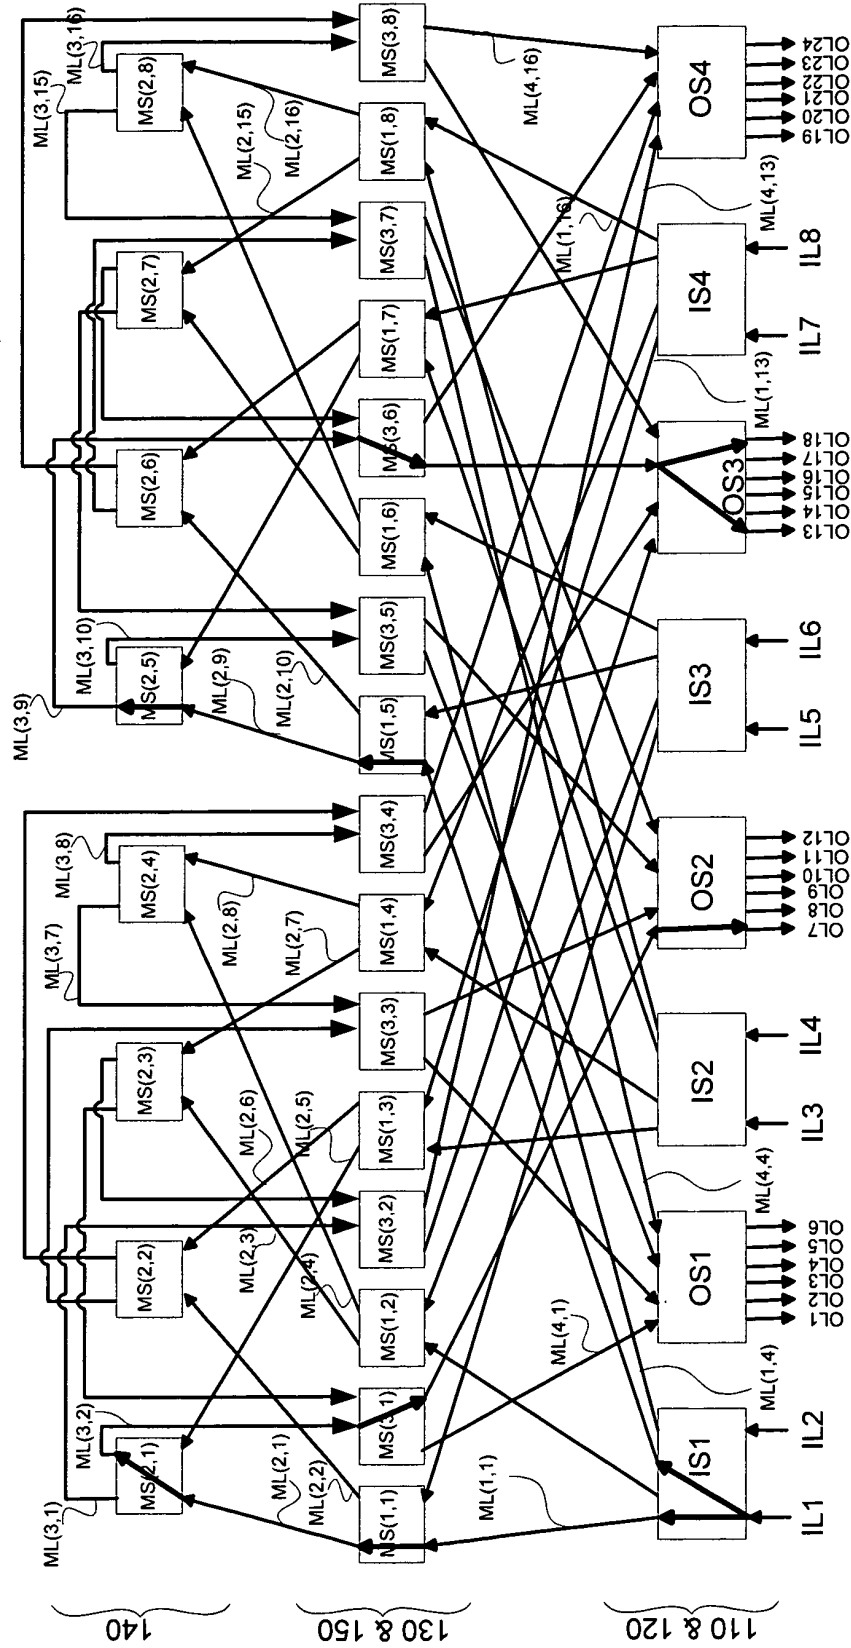 140
130 & 150
110 & 120
ML(3,1)
ML(3,2)
ML(3,7)
ML(3,8)
ML(3,9)
ML(3,10)
ML(3,15)
ML(3,16)
MS(2,1)
MS(2,2)
MS(2,3)
MS(2,4)
MS(2,5)
MS(2,6)
MS(2,7)
MS(2,8)
ML(2,1)
ML(2,2)
ML(2,3)
ML(2,4)
ML(2,6)
ML(2,5)
ML(2,7)
ML(2,8)
ML(2,9)
ML(2,10)
ML(2,15)
ML(2,16)
MS(1,1)
MS(3,1)
MS(1,2)
MS(3,2)
MS(1,3)
MS(3,3)
MS(1,4)
MS(3,4)
MS(1,5)
MS(3,5)
MS(1,6)
MS(3,6)
MS(1,7)
MS(3,7)
MS(1,8)
MS(3,8)
ML(1,1)
ML(4,1)
ML(1,4)
ML(4,4)
ML(1,13)
ML(1,16)
ML(4,13)
ML(4,16)
IS1
OS1
IS2
OS2
IS3
OS3
IS4
OS4
IL1
IL2
OL1
OL2
OL3
OL4
OL5
OL6
IL3
IL4
OL7
OL8
OL9
OL10
OL11
OL12
IL5
IL6
OL13
OL14
OL15
OL16
OL17
OL18
IL7
IL8
OL19
OL20
OL21
OL22
OL23
OL24